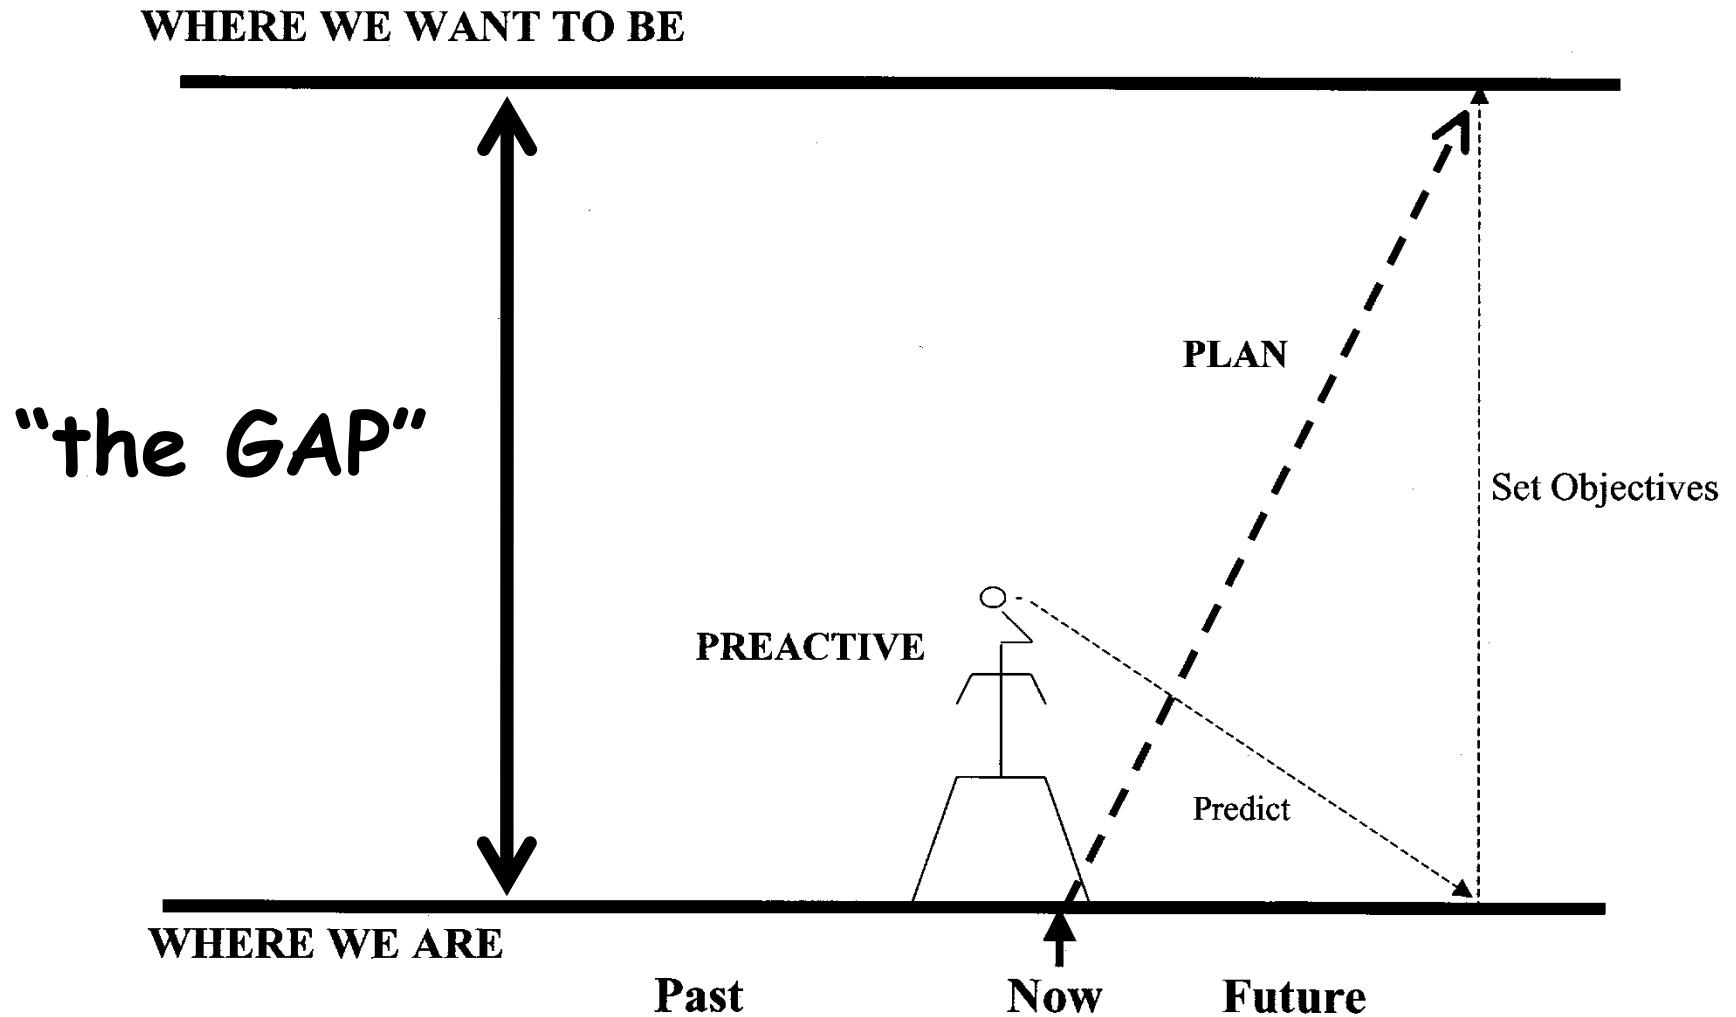 WHERE WE WANT TO BE
PLAN
“the GAP”
Set Objectives
PREACTIVE
Predict
WHERE WE ARE
Past
Now
Future